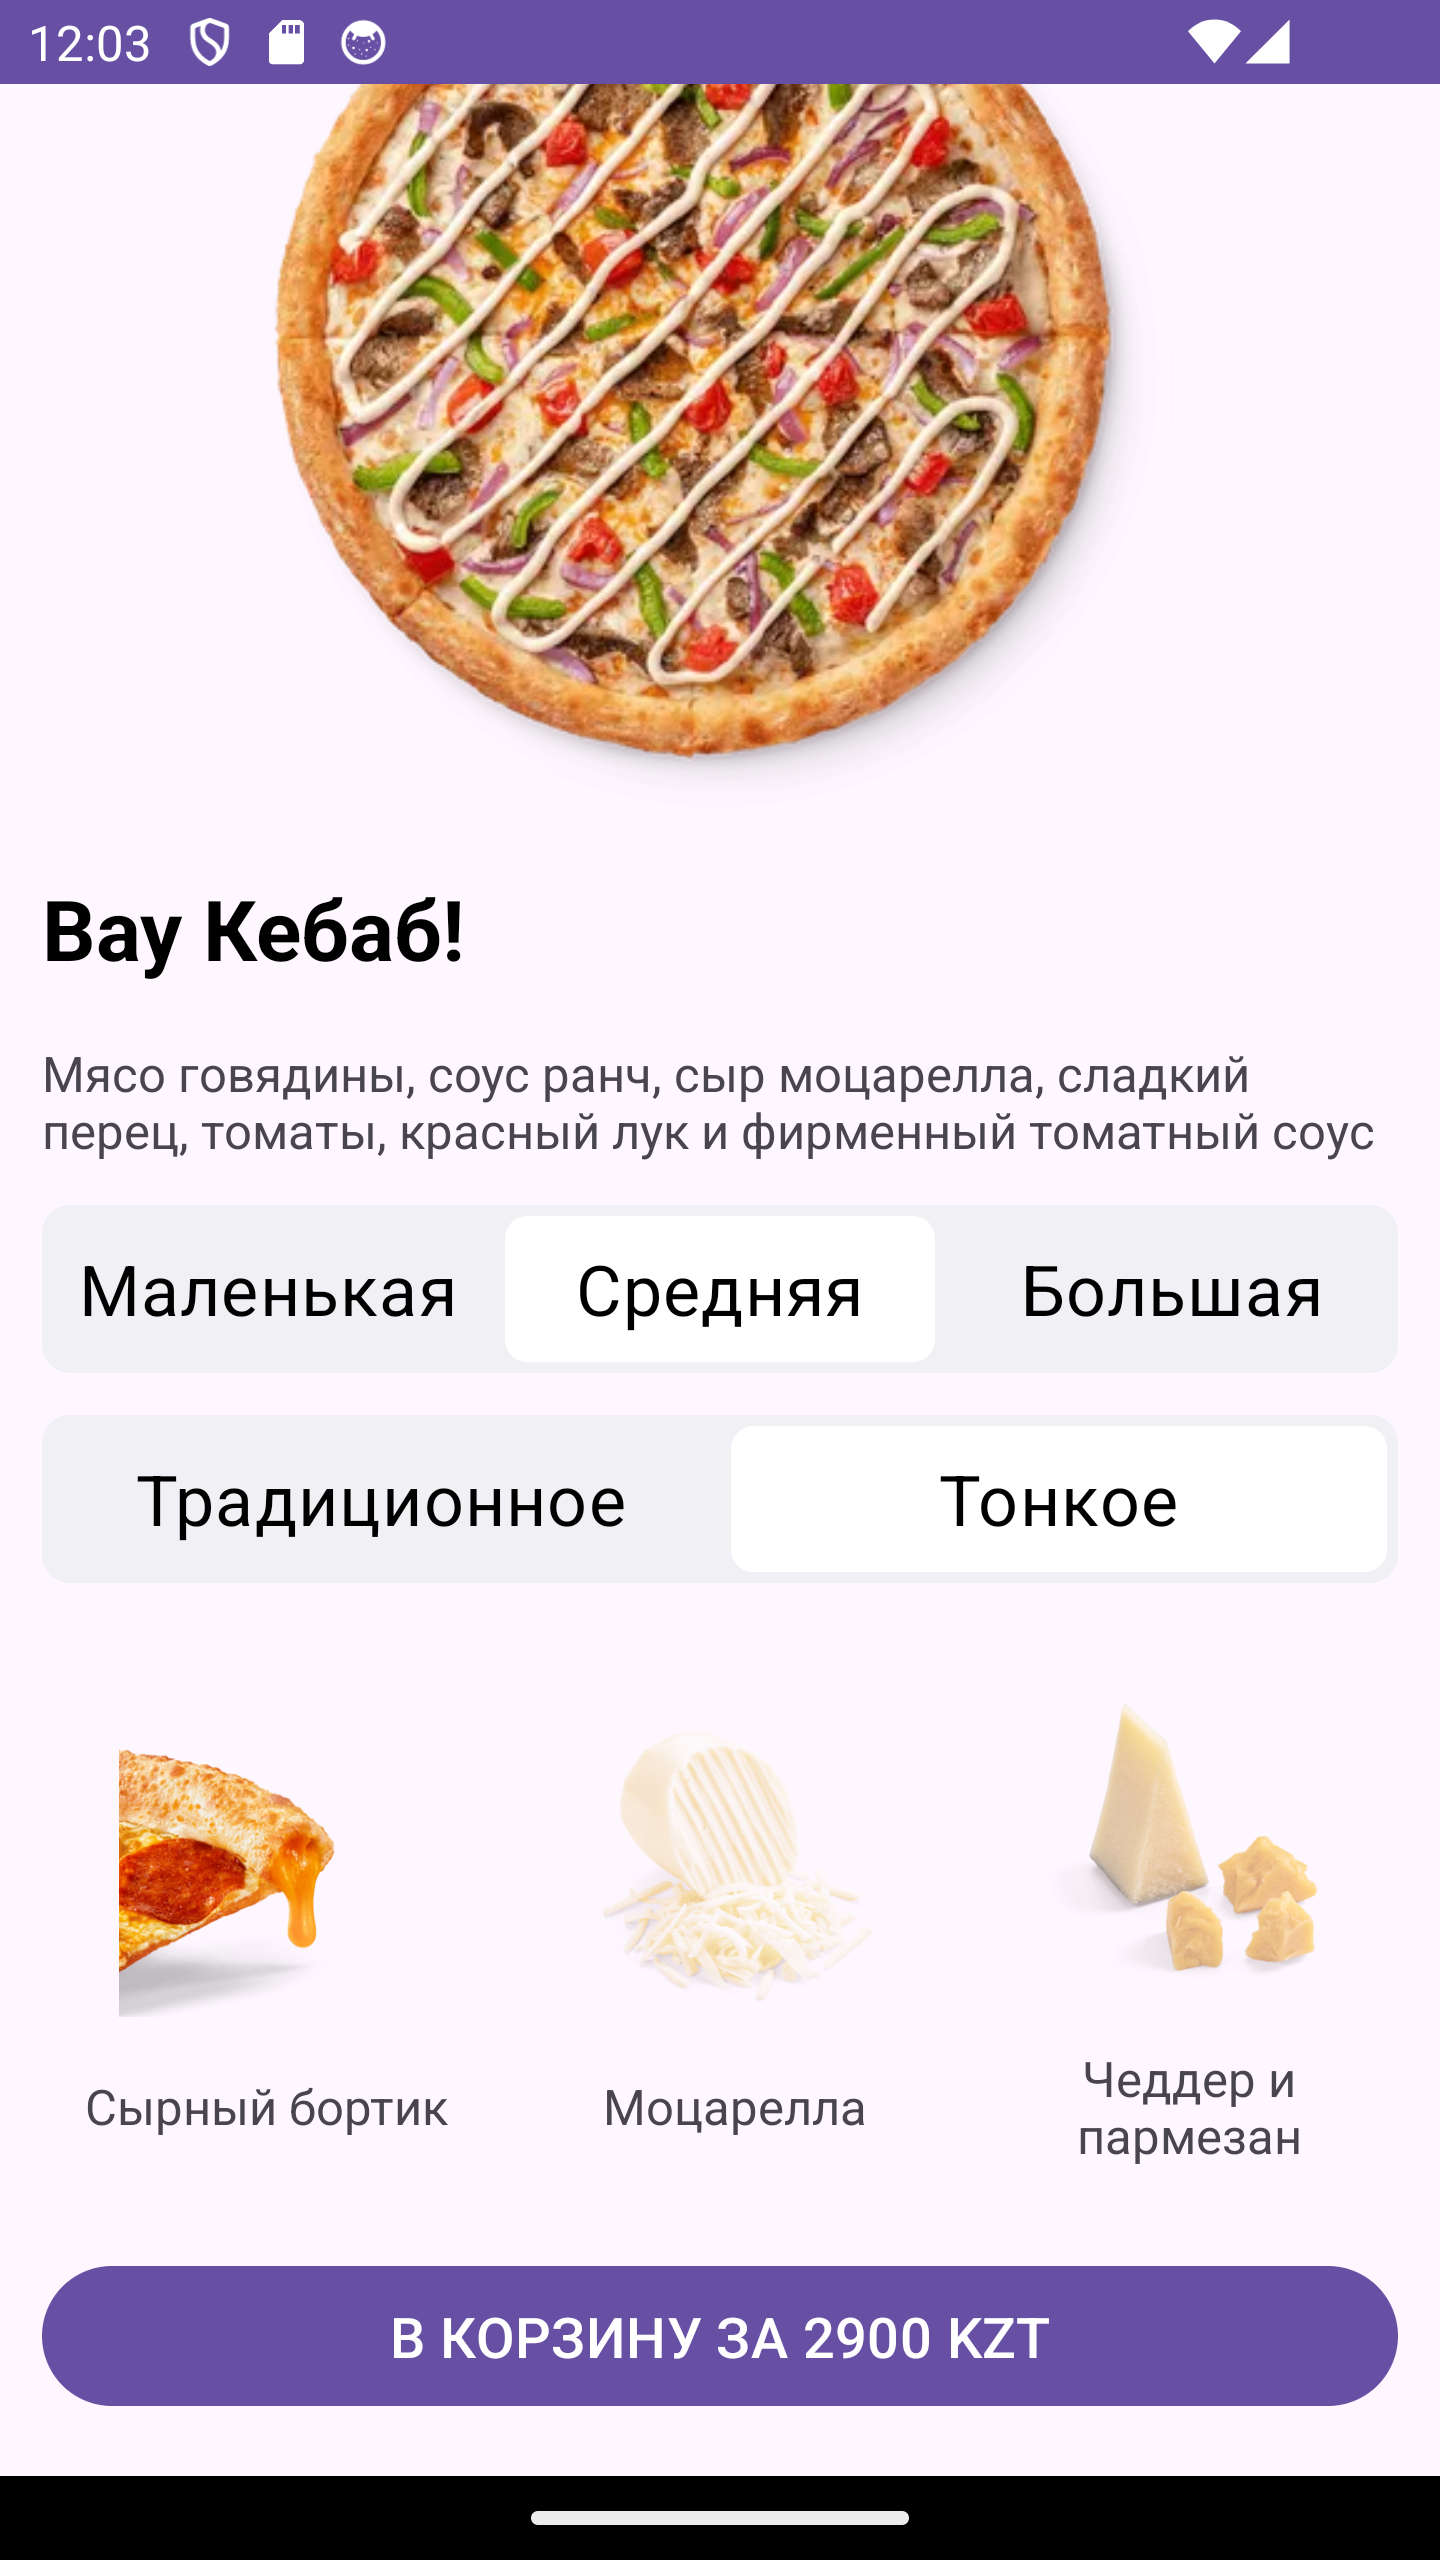 12:03
Вау Кебаб!
Мясо говядины, соус ранч, сыр моцарелла, сладкий
перец, томаты, красный лук и фирменный томатный соус
Маленькая Средняя Большая
Традиционное Тонкое
Сырный бортик Моцарелла Чеддер и
пармезан
В КОРЗИНУ ЗА 2900 KZT